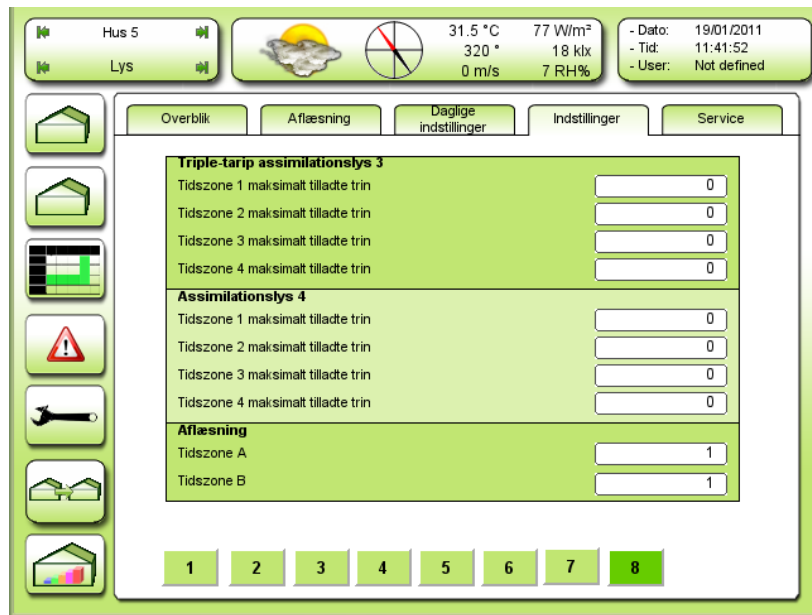 Hus 5
Lys
31.5 °C 77 W/m²
320 ° 18 klx
0 m/s 7 RH%
- Dato: 19/01/2011
- Tid: 11:41:52
- User: Not defined
Overblik Aflæsning Daglige indstillinger Indstillinger Service
Triple-tarip assimilationslys 3
Tidszone 1 maksimalt tilladte trin 0
Tidszone 2 maksimalt tilladte trin 0
Tidszone 3 maksimalt tilladte trin 0
Tidszone 4 maksimalt tilladte trin 0
Assimilationslys 4
Tidszone 1 maksimalt tilladte trin 0
Tidszone 2 maksimalt tilladte trin 0
Tidszone 3 maksimalt tilladte trin 0
Tidszone 4 maksimalt tilladte trin 0
Aflæsning
Tidszone A 1
Tidszone B 1
1 2 3 4 5 6 7 8